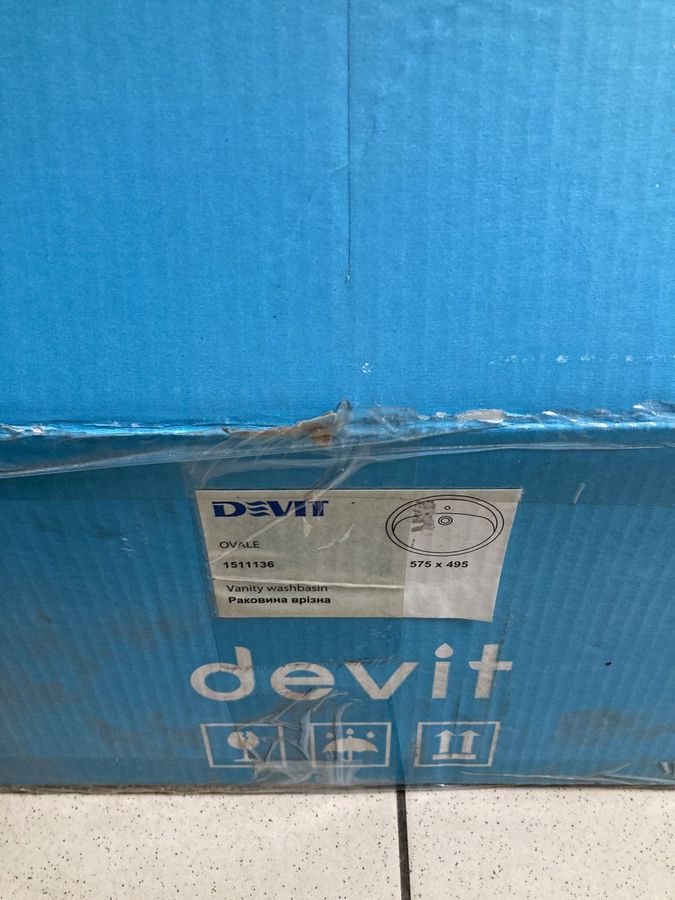 DEVIT
OVALE
1511136
575 x 495
Vanity washbasin
Раковина врізна
devit